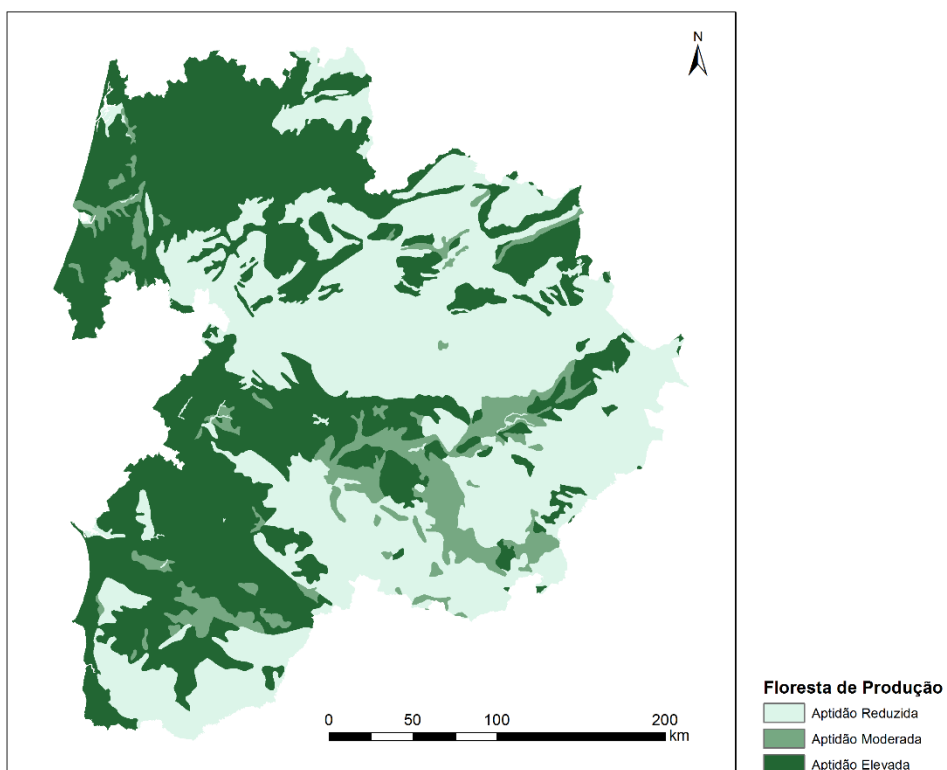 N
0 50 100 200
km
Floresta de Produção
Aptidão Reduzida
Aptidão Moderada
Aptidão Elevada